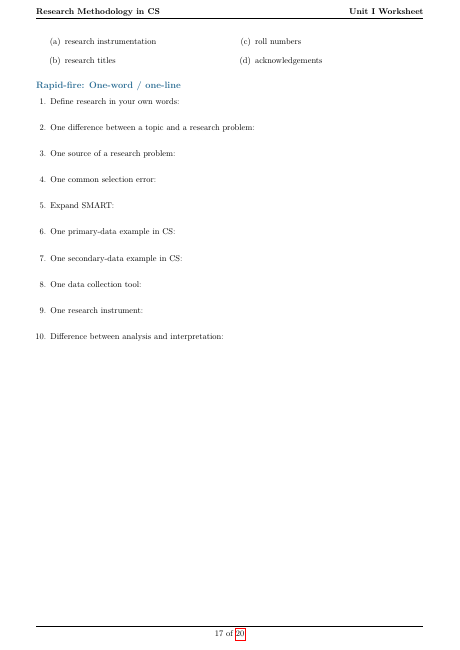 Research Methodology in CS Unit I Worksheet
(a) research instrumentation (c) roll numbers
(b) research titles (d) acknowledgements
Rapid-fire: One-word / one-line
1. Define research in your own words:
2. One difference between a topic and a research problem:
3. One source of a research problem:
4. One common selection error:
5. Expand SMART:
6. One primary-data example in CS:
7. One secondary-data example in CS:
8. One data collection tool:
9. One research instrument:
10. Difference between analysis and interpretation:
17 of 20